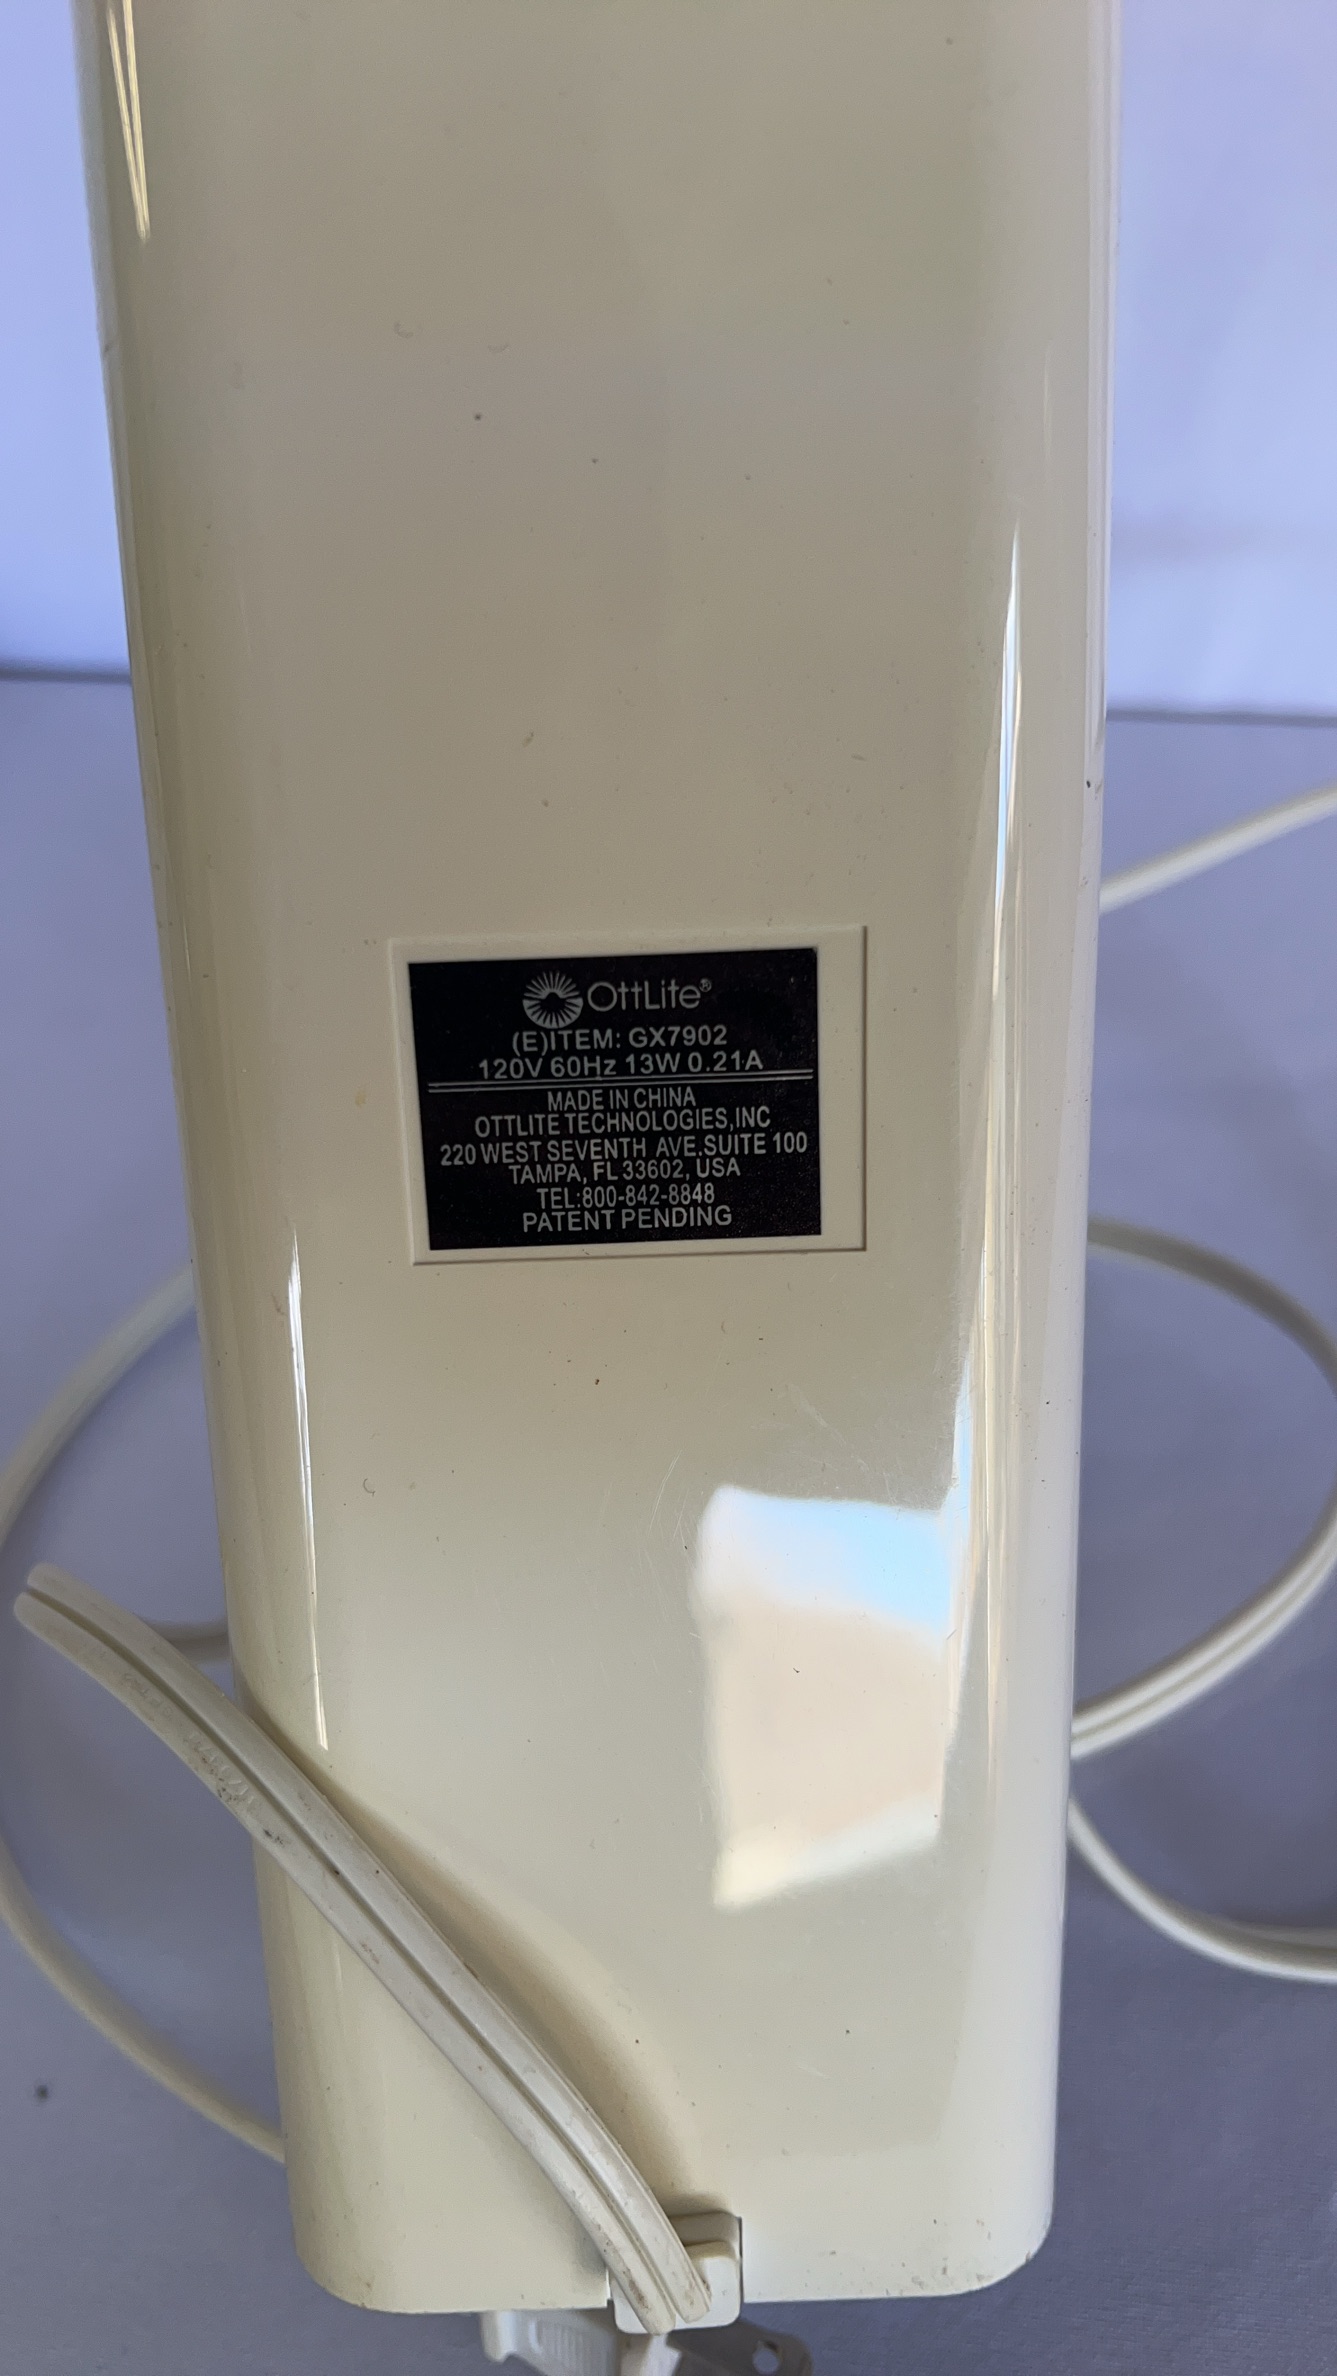 OttLite®
(E)ITEM: GX7902
120V 60Hz 13W 0.21A
MADE IN CHINA
OTTLITE TECHNOLOGIES,INC
220 WEST SEVENTH AVE.SUITE 100
TAMPA, FL 33602, USA
TEL:800-842-8848
PATENT PENDING